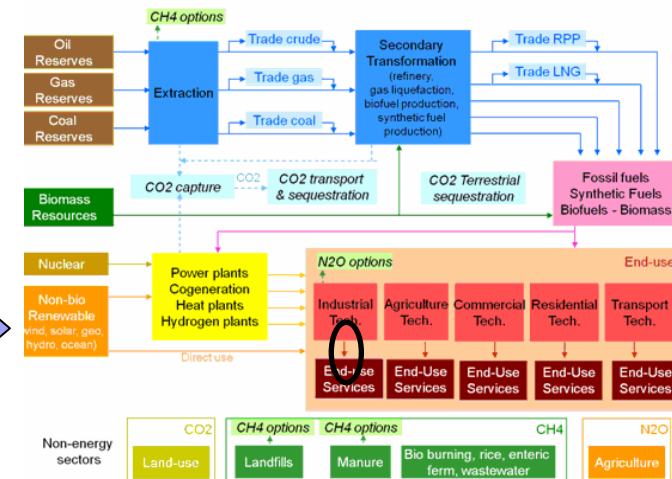 CH4 options
Oil
Reserves
Gas
Reserves
Coal
Reserves
Extraction
Trade crude
Trade gas
Trade coal
Secondary
Transformation
(refinery,
gas liquefaction,
biofuel production,
synthetic fuel
production)
Trade RPP
Trade LNG
CO2 capture
CO2
CO2 transport
& sequestration
CO2 Terrestrial
sequestration
Fossil fuels
Synthetic Fuels
Biofuels - Biomass
Biomass
Resources
Nuclear
Non-bio
Renewable
wind, solar, geo,
hydro, ocean)
Power plants
Cogeneration
Heat plants
Hydrogen plants
Direct use
N2O options
End-use
Industrial
Tech.
Agriculture
Tech.
Commercial
Tech.
Residential
Tech.
Transport
Tech.
End-use
Services
End-Use
Services
End-Use
Services
End-Use
Services
End-Use
Services
Non-energy
sectors
CO2
Land-use
CH4 options
CH4 options
CH4
Landfills
Manure
Bio burning, rice, enteric
ferm, wastewater
N2O
Agriculture